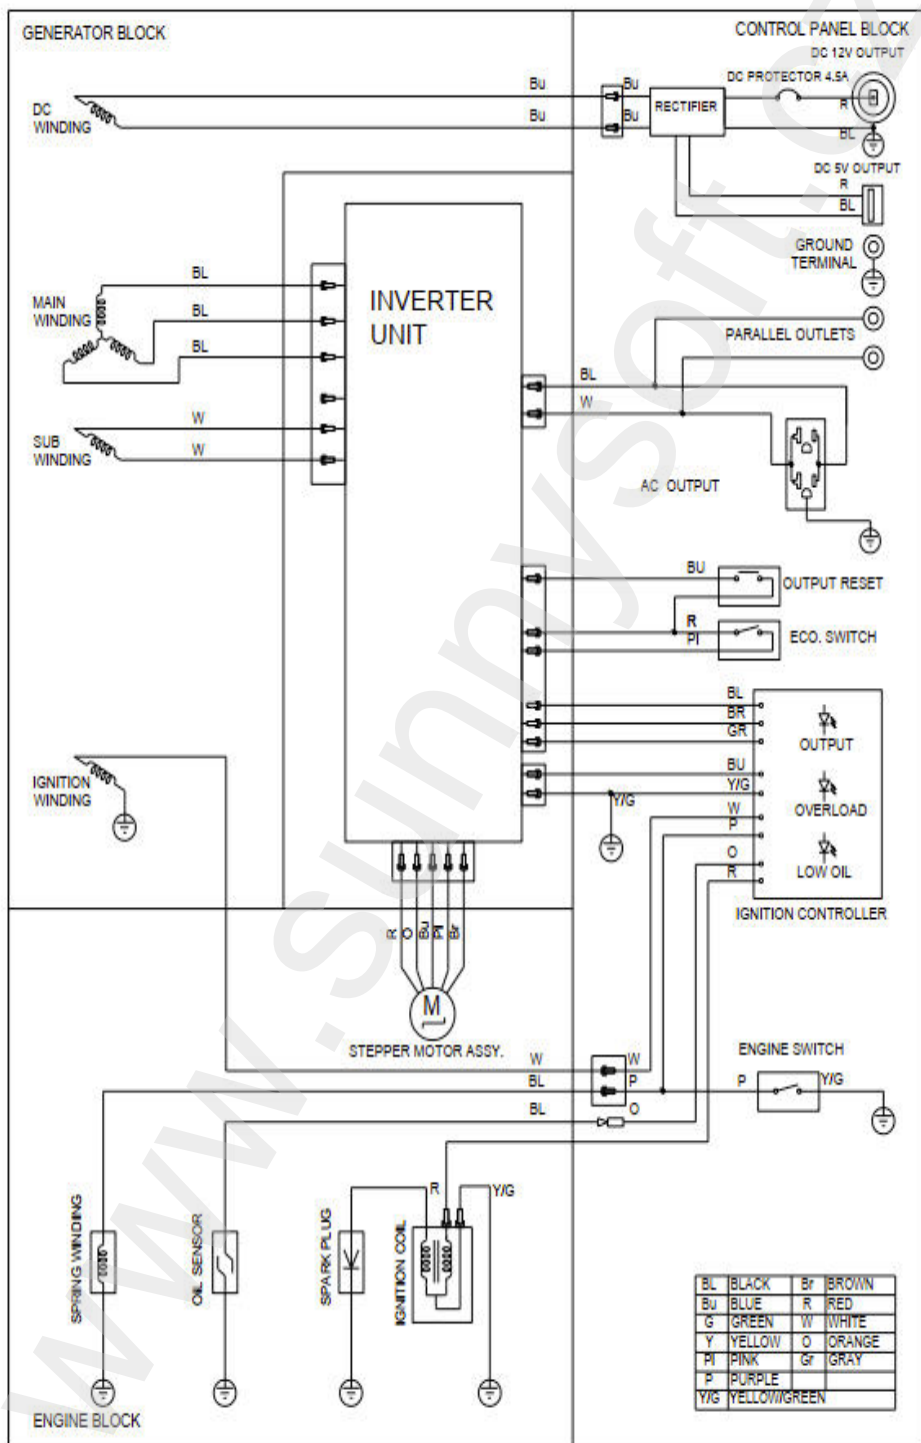 GENERATOR BLOCK
CONTROL PANEL BLOCK
DC 12V OUTPUT
DC PROTECTOR 4.5A
Bu
Bu
RECTIFIER
R
DC
WINDING
Bu
Bu
BL
DC 5V OUTPUT
R
BL
GROUND
TERMINAL
BL
INVERTER
UNIT
MAIN
WINDING
BL
PARALLEL OUTLETS
BL
BL
W
W
SUB
WINDING
W
AC OUTPUT
BU
OUTPUT RESET
R
PI
ECO. SWITCH
BL
BR
GR
OUTPUT
IGNITION
WINDING
BU
Y/G
Y/G
OVERLOAD
W
P
O
R
LOW OIL
IGNITION CONTROLLER
R
O
Bu
PI
Br
M
STEPPER MOTOR ASSY.
ENGINE SWITCH
W
W
BL
P
P
Y/G
BL
O
R
Y/G
SPRING WINDING
OIL SENSOR
SPARK PLUG
IGNITION COIL
BL BLACK Br BROWN
Bu BLUE R RED
G GREEN W WHITE
Y YELLOW O ORANGE
PI PINK Gr GRAY
P PURPLE
Y/G YELLOW/GREEN
ENGINE BLOCK
www.sunnysoft.cz